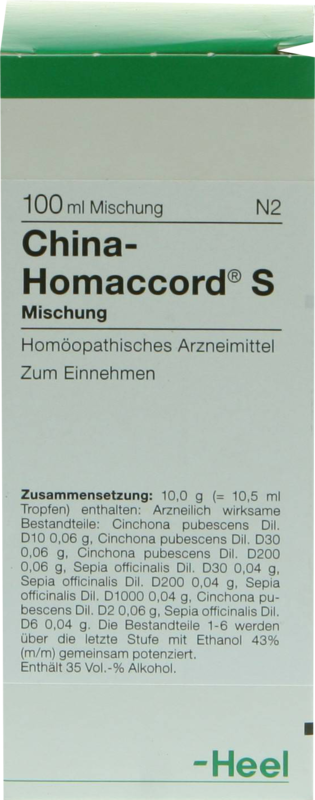 100 ml Mischung N2
China-
Homaccord® S
Mischung
Homöopathisches Arzneimittel
Zum Einnehmen
Zusammensetzung: 10,0 g (= 10,5 ml
Tropfen) enthalten: Arzneilich wirksame
Bestandteile: Cinchona pubescens Dil.
D10 0,06 g, Cinchona pubescens Dil. D30
0,06 g, Cinchona pubescens Dil. D200
0,06 g, Sepia officinalis Dil. D30 0,04 g,
Sepia officinalis Dil. D200 0,04 g, Sepia
officinalis Dil. D1000 0,04 g, Cinchona pu-
bescens Dil. D2 0,06 g, Sepia officinalis Dil.
D6 0,04 g. Die Bestandteile 1-6 werden
über die letzte Stufe mit Ethanol 43%
(m/m) gemeinsam potenziert.
Enthält 35 Vol.-% Alkohol.
-Heel